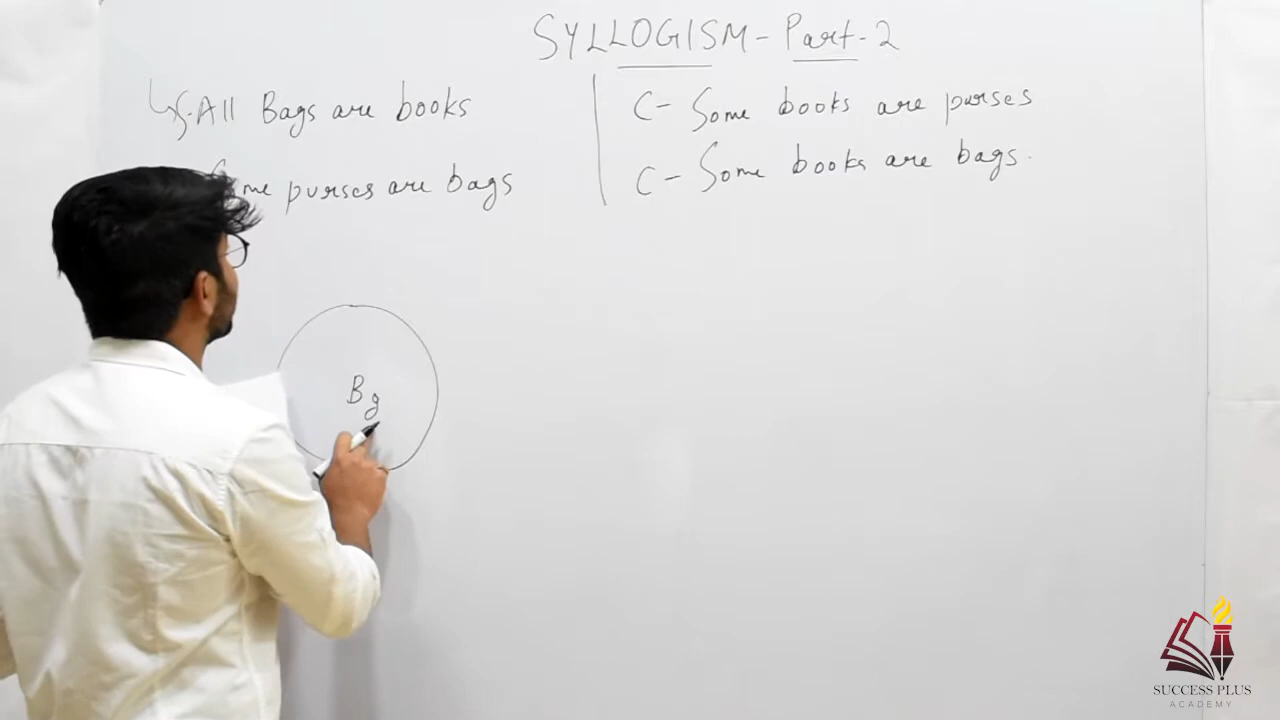 SYLLOGISM - Part - 2
S-All Bags are books
purses are bags
C- Some books are purses
C- Some books are bags.
Bg
SUCCESS PLUS
ACADEMY